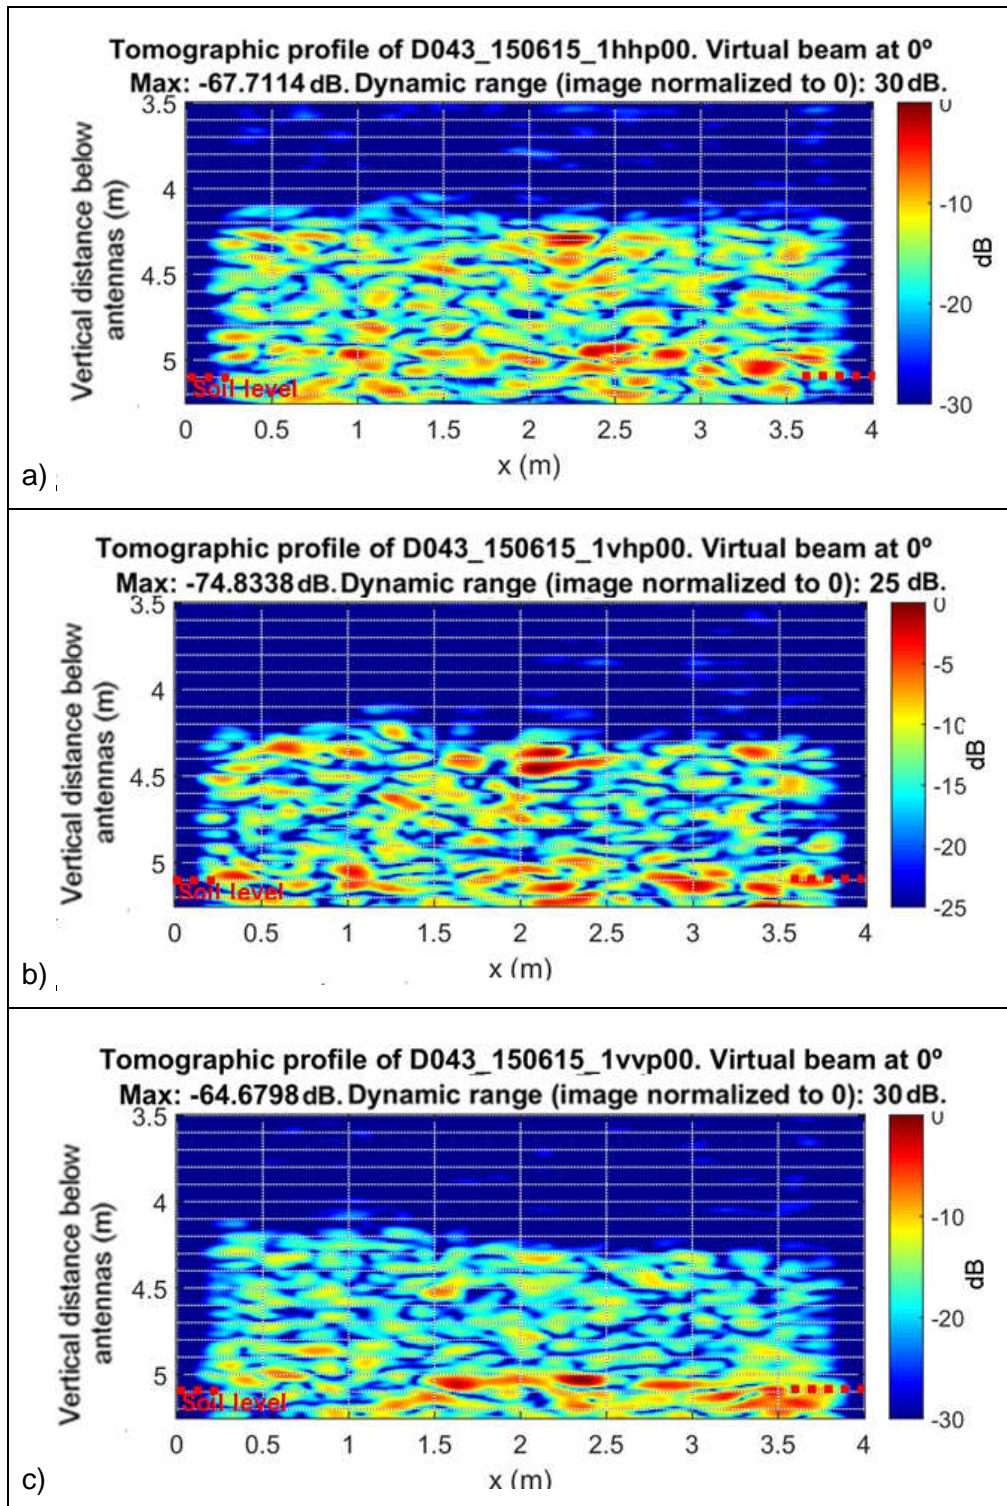 Tomographic profile of D043_150615_1hhp00. Virtual beam at 0º
Max: -67.7114 dB. Dynamic range (image normalized to 0): 30 dB.
Vertical distance below
antennas (m)
3.5
4
4.5
5
Soil level
0 0.5 1 1.5 2 2.5 3 3.5 4
x (m)
0
-10
-20
-30
dB
a)
Tomographic profile of D043_150615_1vhp00. Virtual beam at 0º
Max: -74.8338 dB. Dynamic range (image normalized to 0): 25 dB.
Vertical distance below
antennas (m)
3.5
4
4.5
5
Soil level
0 0.5 1 1.5 2 2.5 3 3.5 4
x (m)
0
-5
-10
-15
-20
-25
dB
b)
Tomographic profile of D043_150615_1vvp00. Virtual beam at 0º
Max: -64.6798 dB. Dynamic range (image normalized to 0): 30 dB.
Vertical distance below
antennas (m)
3.5
4
4.5
5
Soil level
0 0.5 1 1.5 2 2.5 3 3.5 4
x (m)
0
-10
-20
-30
dB
c)